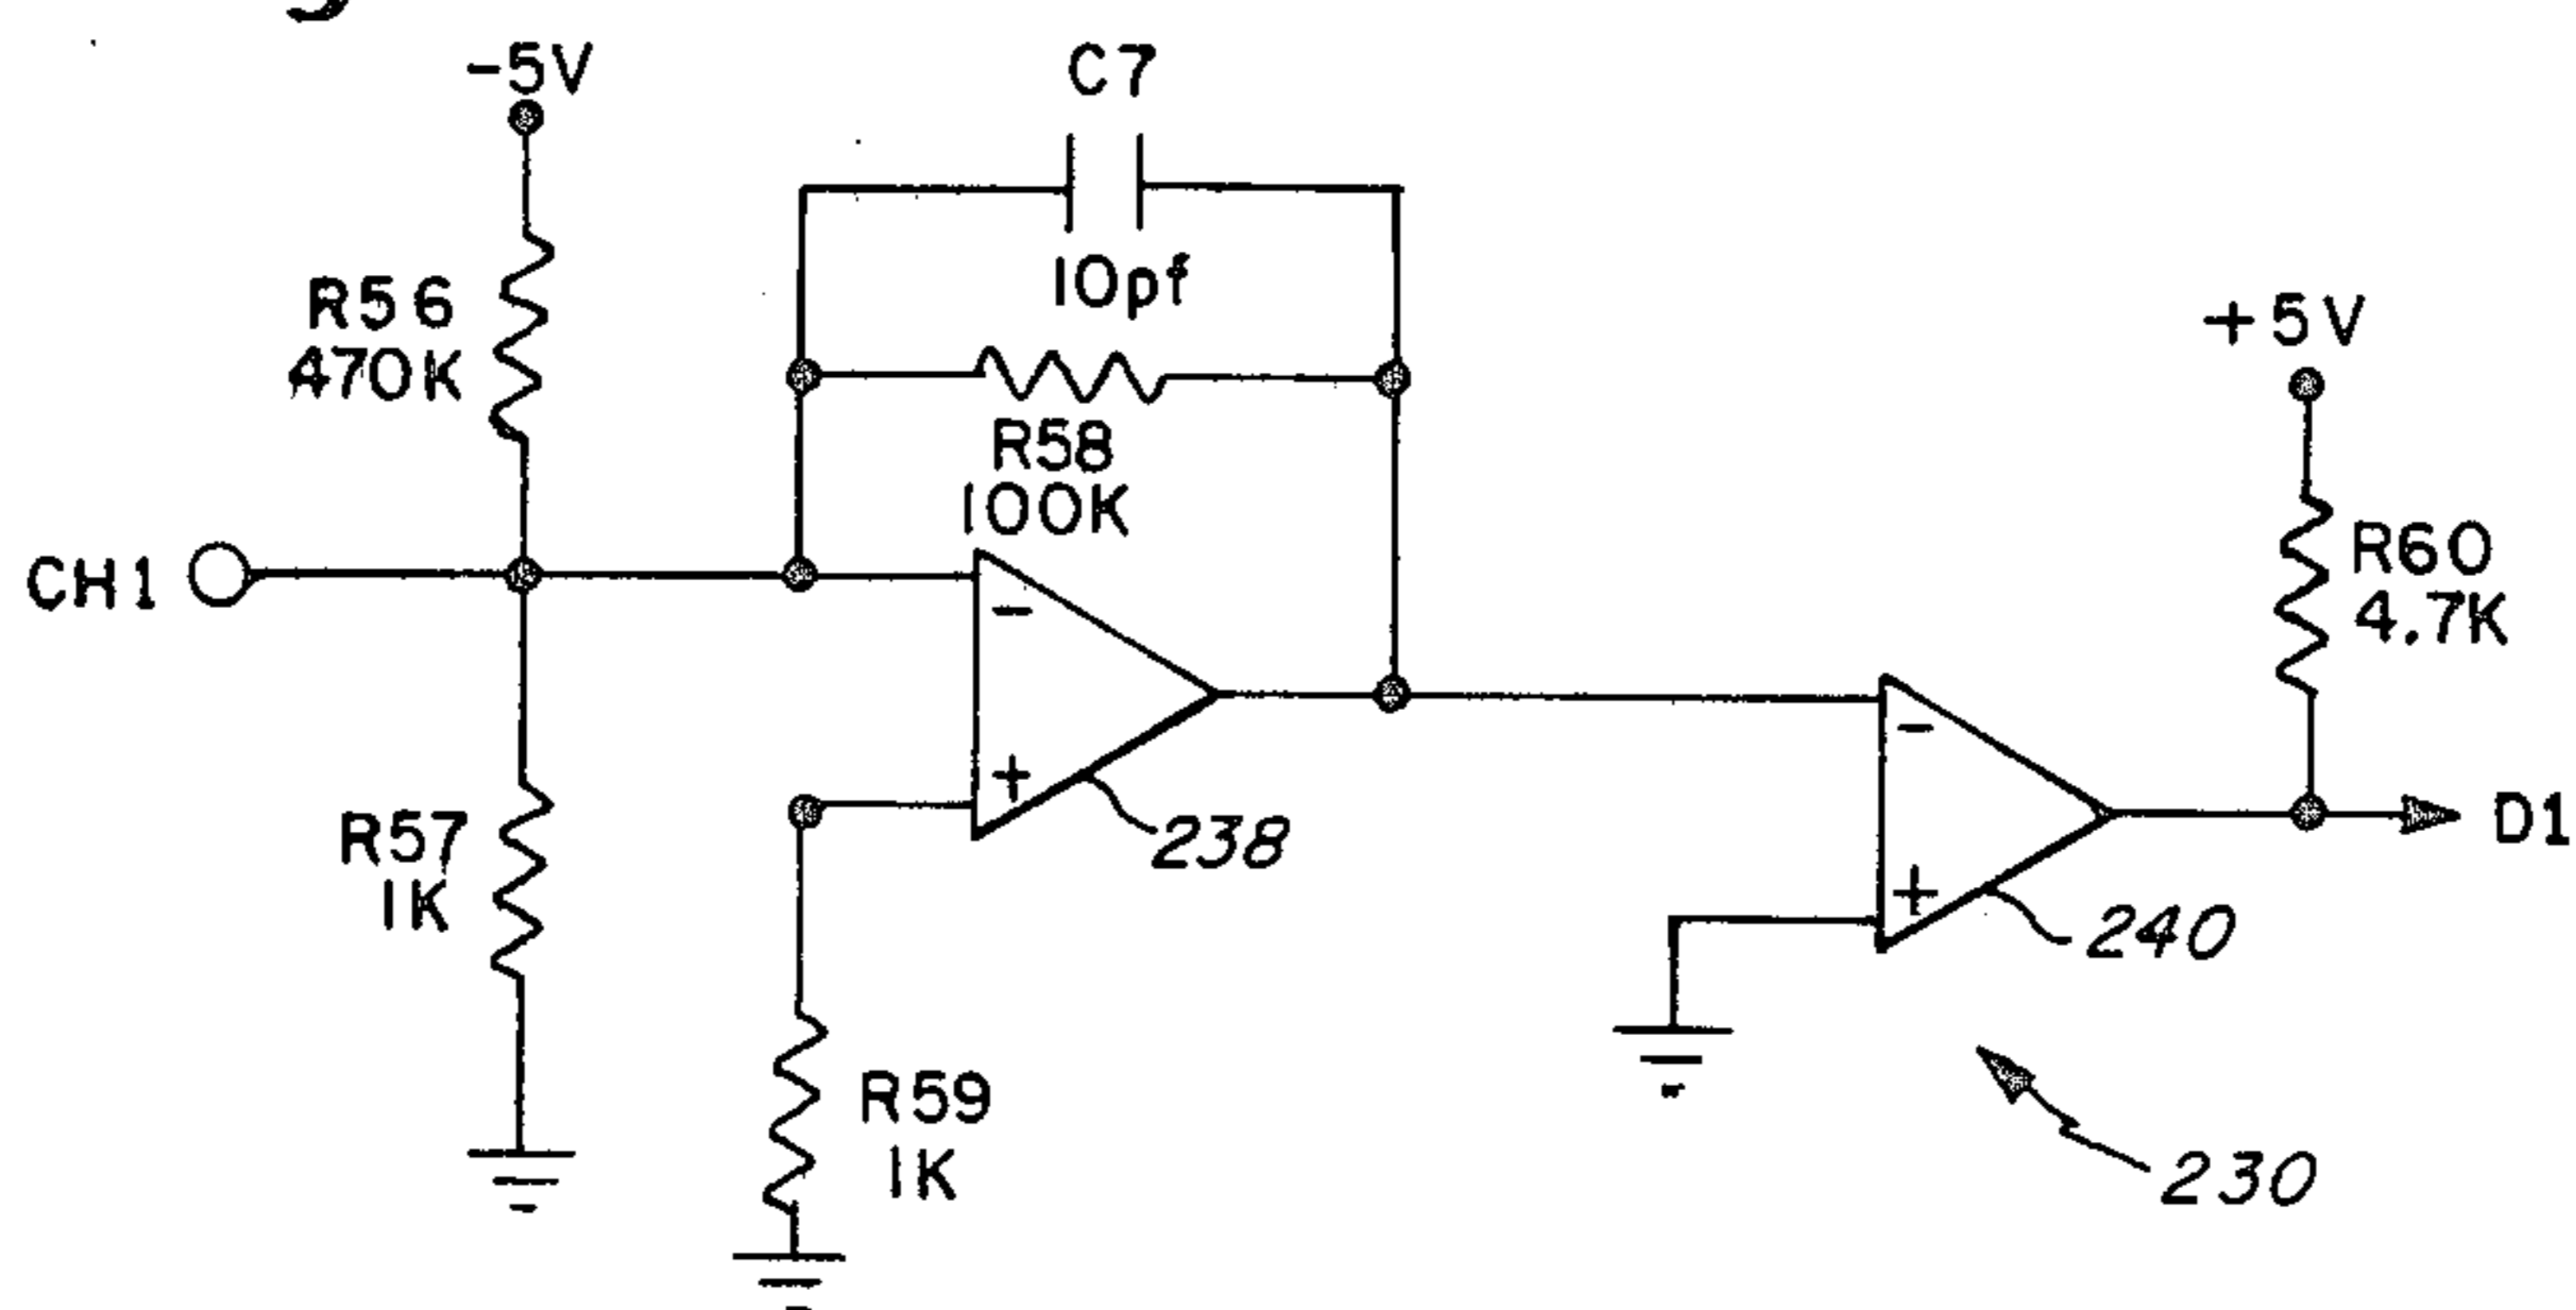 -5V
C7
10pf
R56
470K
+5V
R58
100K
R60
4.7K
CH1
-
+
238
-
+
240
D1
R57
1K
R59
1K
230